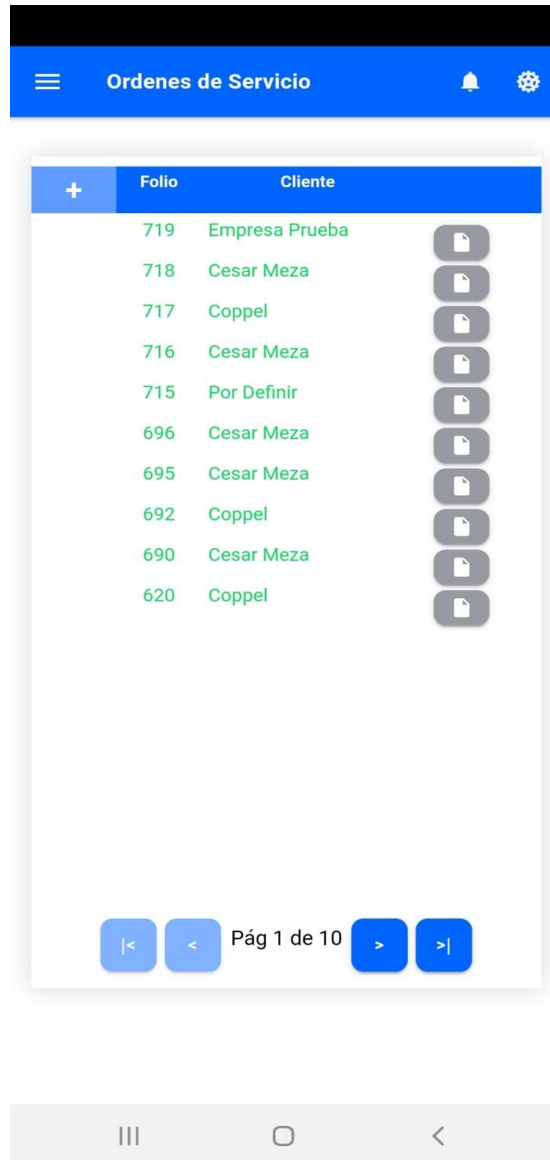 Ordenes de Servicio
+ Folio Cliente
719 Empresa Prueba
718 Cesar Meza
717 Coppel
716 Cesar Meza
715 Por Definir
696 Cesar Meza
695 Cesar Meza
692 Coppel
690 Cesar Meza
620 Coppel
|< < Pág 1 de 10 > >|